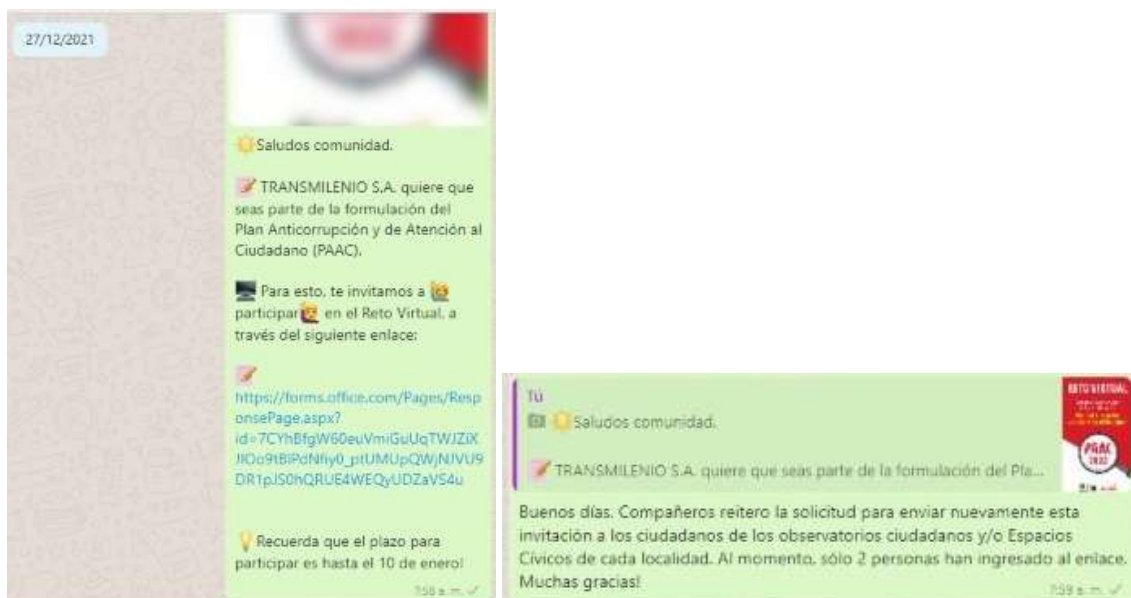 27/12/2021
Saludos comunidad.
TRANSMILENIO S.A. quiere que
seas parte de la formulación del
Plan Anticorrupción y de Atención al
Ciudadano (PAAC).
Para esto, te invitamos a
participar en el Reto Virtual, a
través del siguiente enlace:
https://forms.office.com/Pages/Resp
onsePage.aspx?
Recuerda que el plazo para
participar es hasta el 10 de enero!
7:58 a. m.
Tú
Saludos comunidad.
TRANSMILENIO S.A. quiere que seas parte de la formulación del Pla...
RETO VIRTUAL
PAAC
2022
Buenos días. Compañeros reitero la solicitud para enviar nuevamente esta
invitación a los ciudadanos de los observatorios ciudadanos y/o Espacios
Cívicos de cada localidad. Al momento, sólo 2 personas han ingresado al enlace.
Muchas gracias!
7:59 a. m.